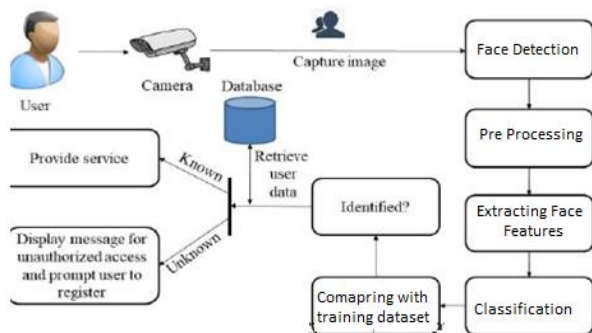 User
Camera
Capture image
Face Detection
Pre Processing
Extracting Face
Features
Classification
Comapring with
training dataset
Identified?
Database
Retrieve
user
data
Known
Provide service
Unknown
Display message for
unauthorized access
and prompt user to
register